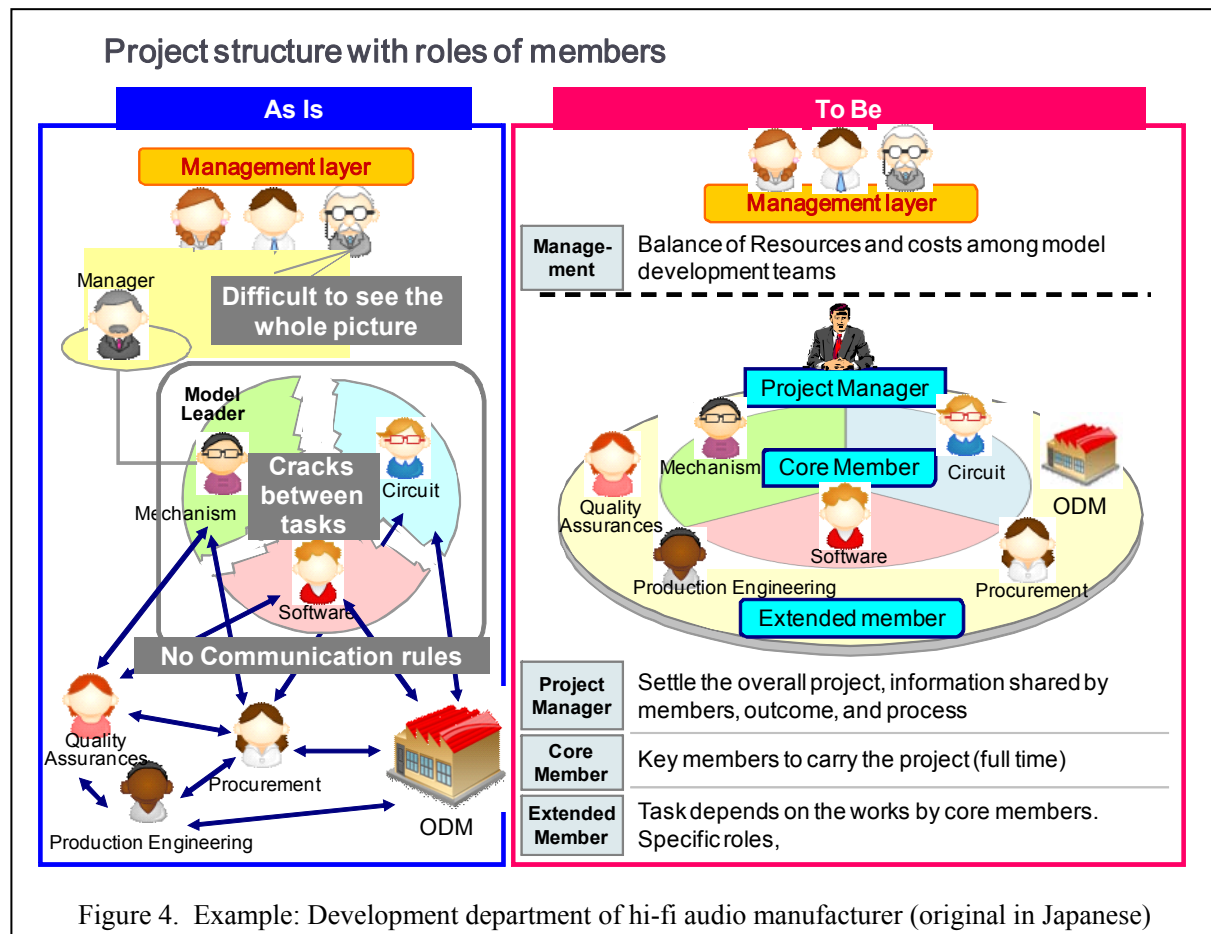 Project structure with roles of members
As Is
Management layer
Manager
Difficult to see the
whole picture
Model
Leader
Cracks
between
tasks
Mechanism
Circuit
Software
No Communication rules
Quality
Assurances
Procurement
Production Engineering
ODM
To Be
Management layer
Manage-
ment
Balance of Resources and costs among model
development teams
Project Manager
Mechanism
Core Member
Circuit
Quality
Assurances
ODM
Software
Production Engineering
Procurement
Extended member
Project
Manager
Settle the overall project, information shared by
members, outcome, and process
Core
Member
Key members to carry the project (full time)
Extended
Member
Task depends on the works by core members.
Specific roles,
Figure 4. Example: Development department of hi-fi audio manufacturer (original in Japanese)